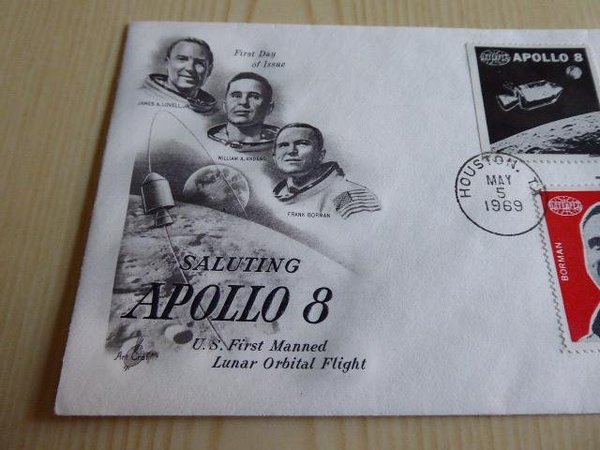 First Day
of Issue
JAMES A. LOVELL, JR.
WILLIAM A. ANDERS
FRANK BORMAN
SALUTING
APOLLO 8
U.S. First Manned
Lunar Orbital Flight
Art Craft
APOLLO 8
HOUSTON, TX
MAY
5
1969
BORMAN